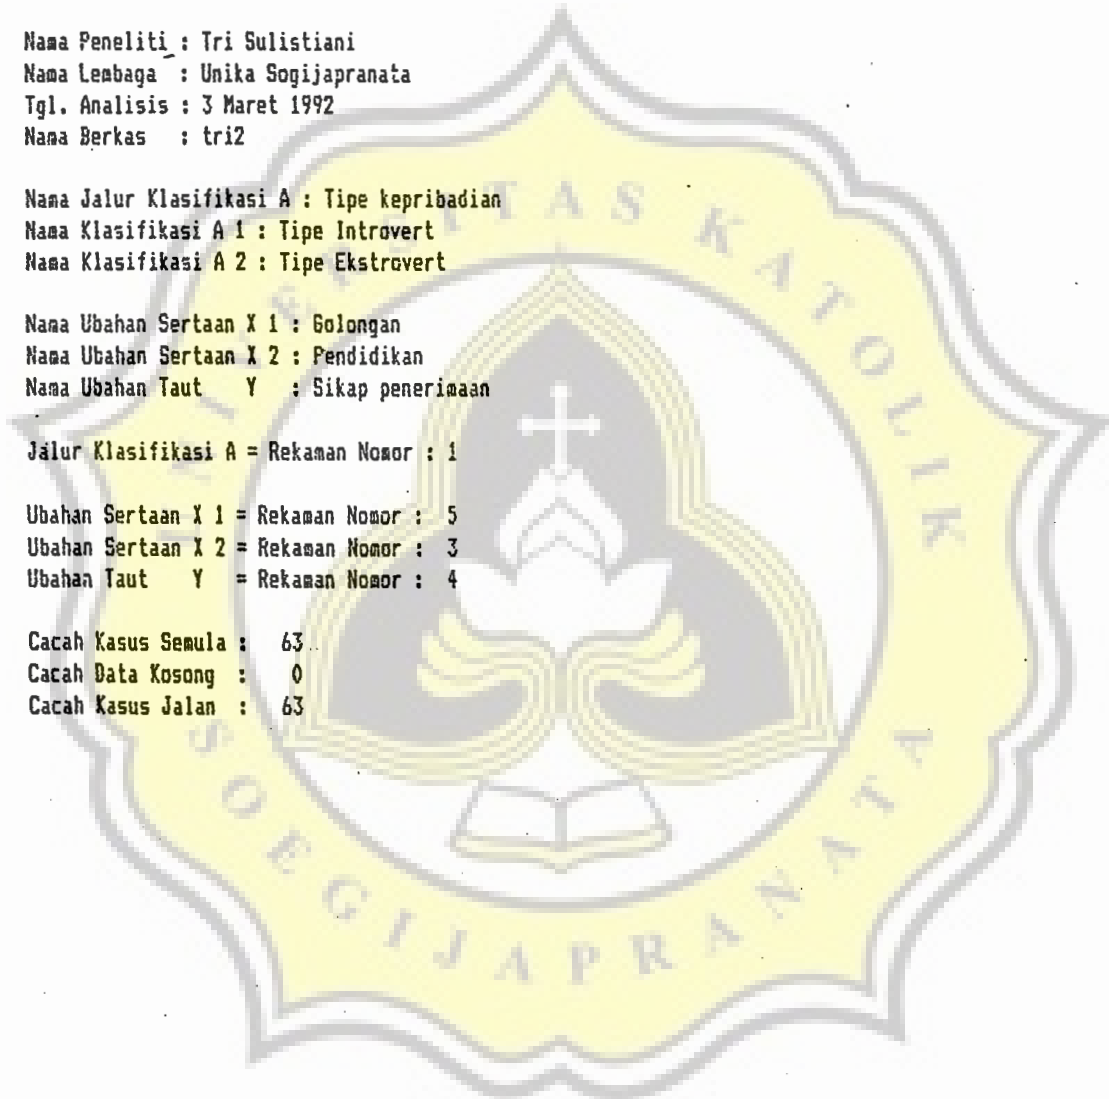 Nama Peneliti : Tri Sulistiani
Nama Lembaga : Unika Sogijapranata
Tgl. Analisis : 3 Maret 1992
Nama Berkas : tri2
Nama Jalur Klasifikasi A : Tipe kepribadian
Nama Klasifikasi A 1 : Tipe Introvert
Nama Klasifikasi A 2 : Tipe Ekstrovert
Nama Ubahan Sertaan X 1 : Golongan
Nama Ubahan Sertaan X 2 : Pendidikan
Nama Ubahan Taut Y : Sikap penerimaan
Jalur Klasifikasi A = Rekaman Nomor : 1
Ubahan Sertaan X 1 = Rekaman Nomor : 5
Ubahan Sertaan X 2 = Rekaman Nomor : 3
Ubahan Taut Y = Rekaman Nomor : 4
Cacah Kasus Semula : 63
Cacah Data Kosong : 0
Cacah Kasus Jalan : 63
UNIVERSITAS KATOLIK
SOEGIJAPRANATA